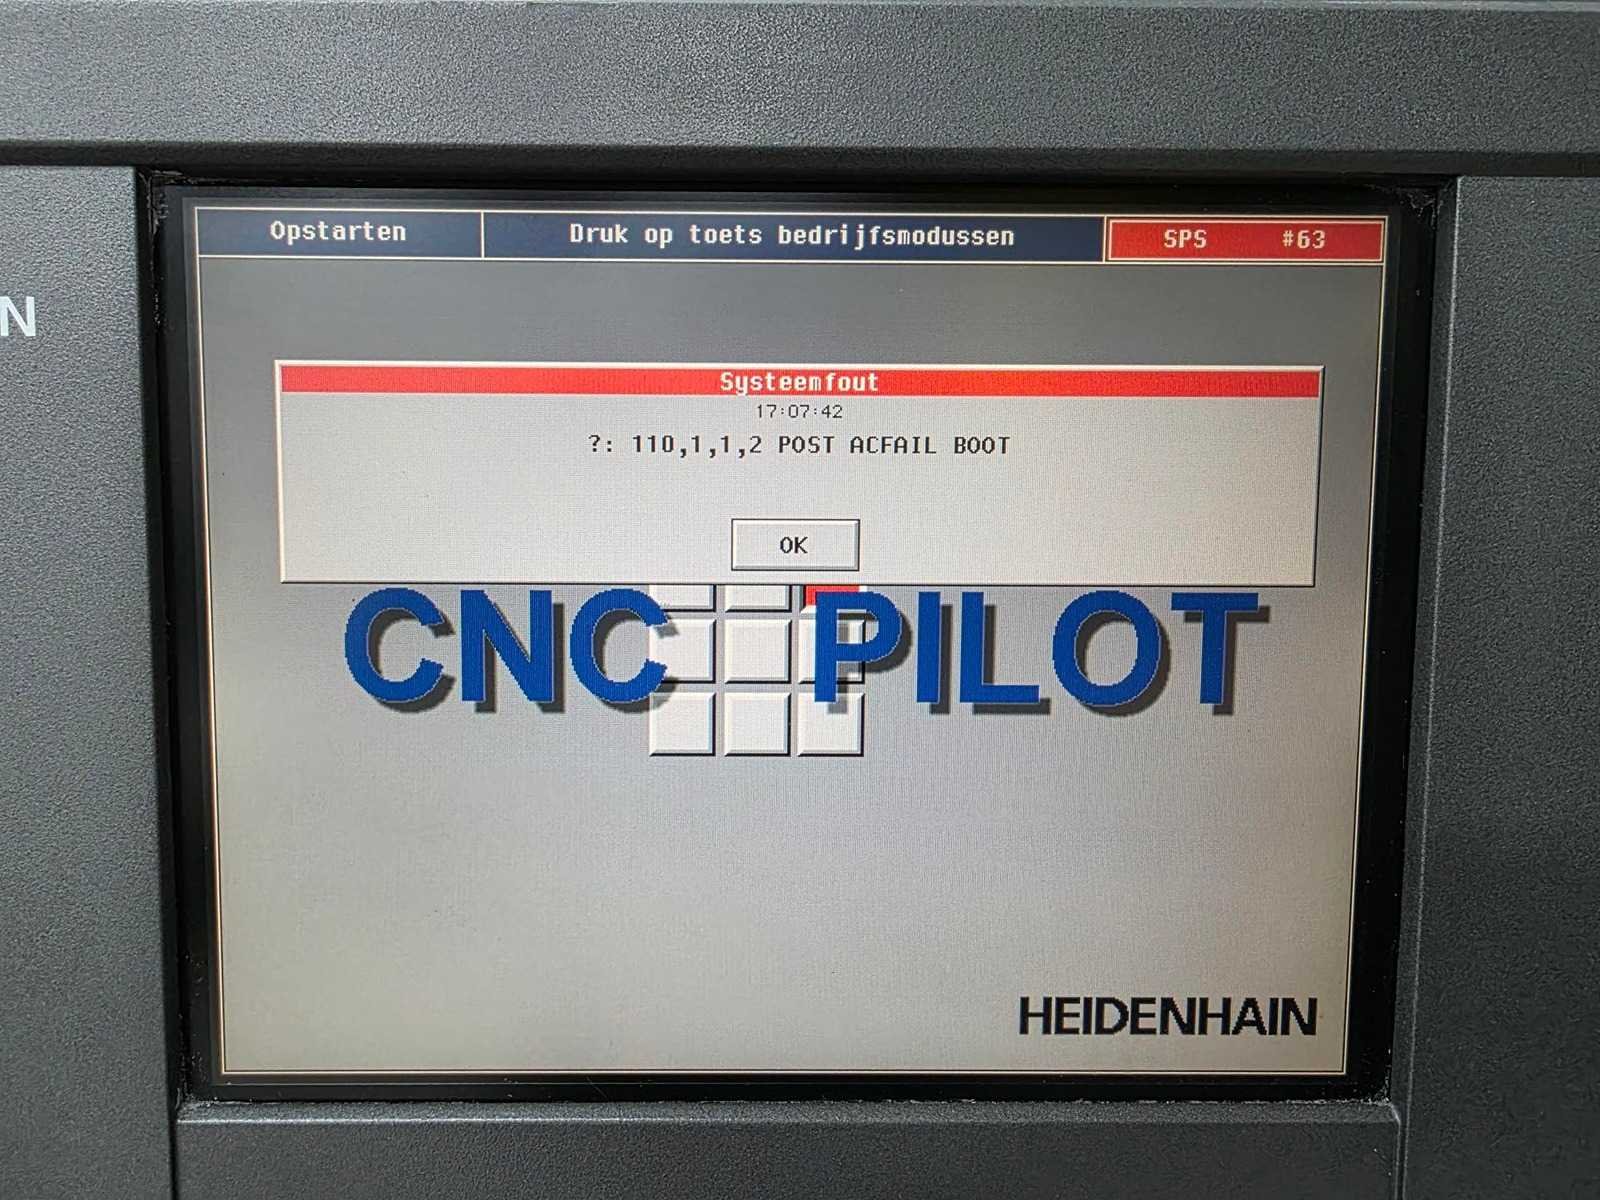 Opstarten
Druk op toets bedrijfsmodussen
SPS #63
N
Systeemfout
17:07:42
?: 110,1,1,2 POST ACFAIL BOOT
OK
CNC PILOT
HEIDENHAIN